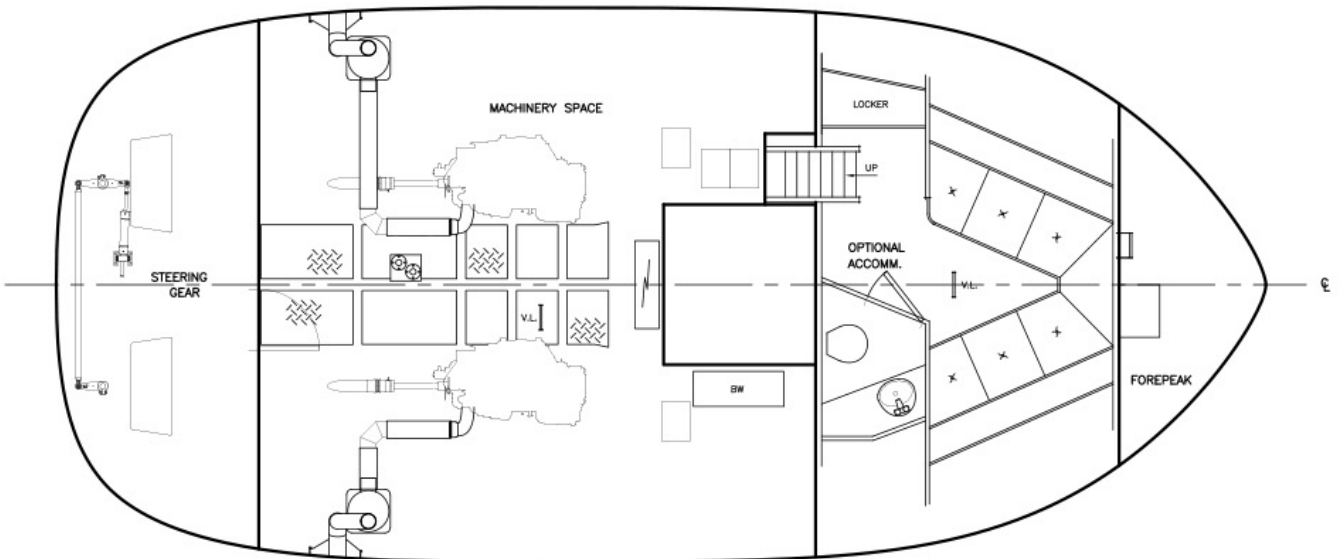 MACHINERY SPACE
LOCKER
UP
OPTIONAL
ACCOMM.
STEERING
GEAR
V.L.
V.L.
℄
BW
FOREPEAK